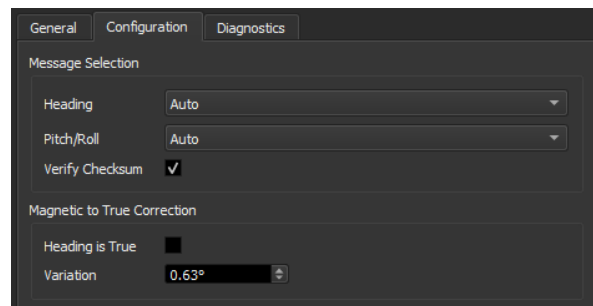 General Configuration Diagnostics
Message Selection
Heading Auto
Pitch/Roll Auto
Verify Checksum
Magnetic to True Correction
Heading is True
Variation 0.63°